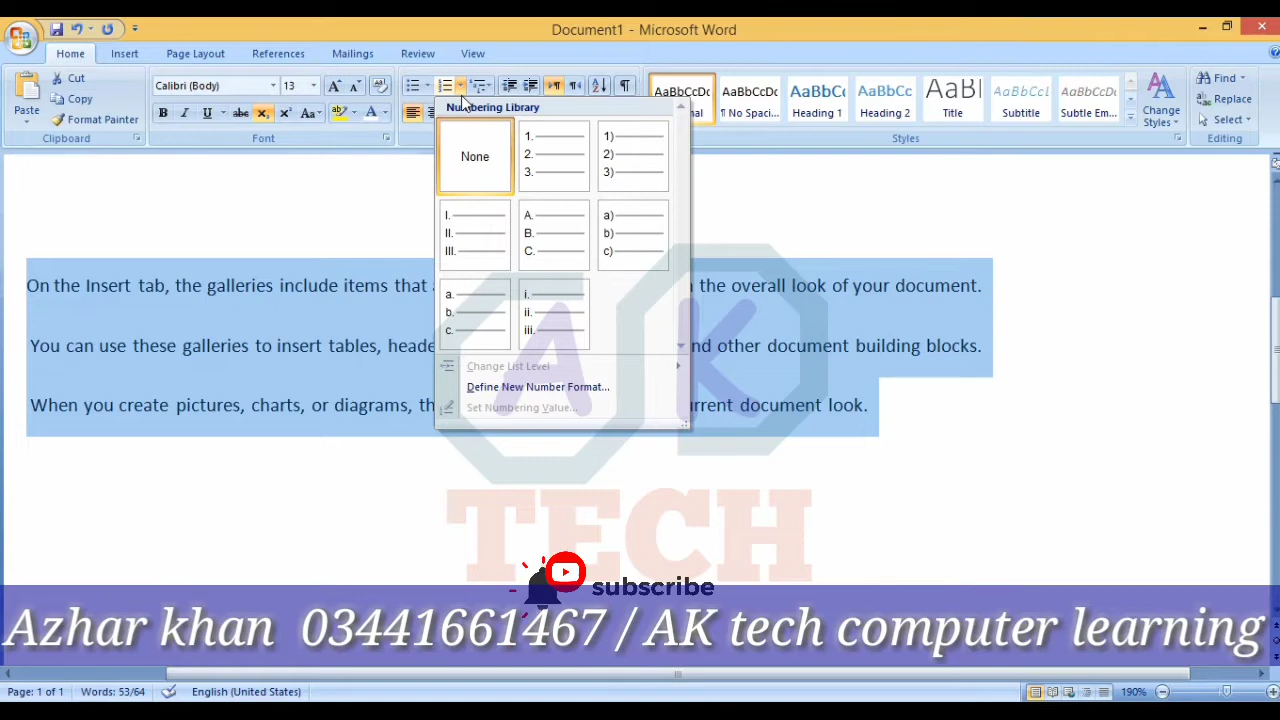 Document1 - Microsoft Word
Home Insert Page Layout References Mailings Review View
Paste
Cut
Copy
Format Painter
Clipboard
Calibri (Body) 13
Font
AaBbCcDc AaBbCcDc AaBbC AaBbCc AaBl AaBbCc. AaBbCcDc
¶ No Spaci... Heading 1 Heading 2 Title Subtitle Subtle Em...
Change Styles
Styles
Find
Replace
Select
Editing
Numbering Library
None
1. 2. 3.
1) 2) 3)
I. II. III.
A. B. C.
a) b) c)
a. b. c.
i. ii. iii.
Change List Level
Define New Number Format...
Set Numbering Value...
On the Insert tab, the galleries include items that the overall look of your document.
You can use these galleries to insert tables, other document building blocks.
When you create pictures, charts, or diagrams, document look.
AK
TECH
subscribe
Azhar khan 03441661467 / AK tech computer learning
Page: 1 of 1 Words: 53/64 English (United States) 190%